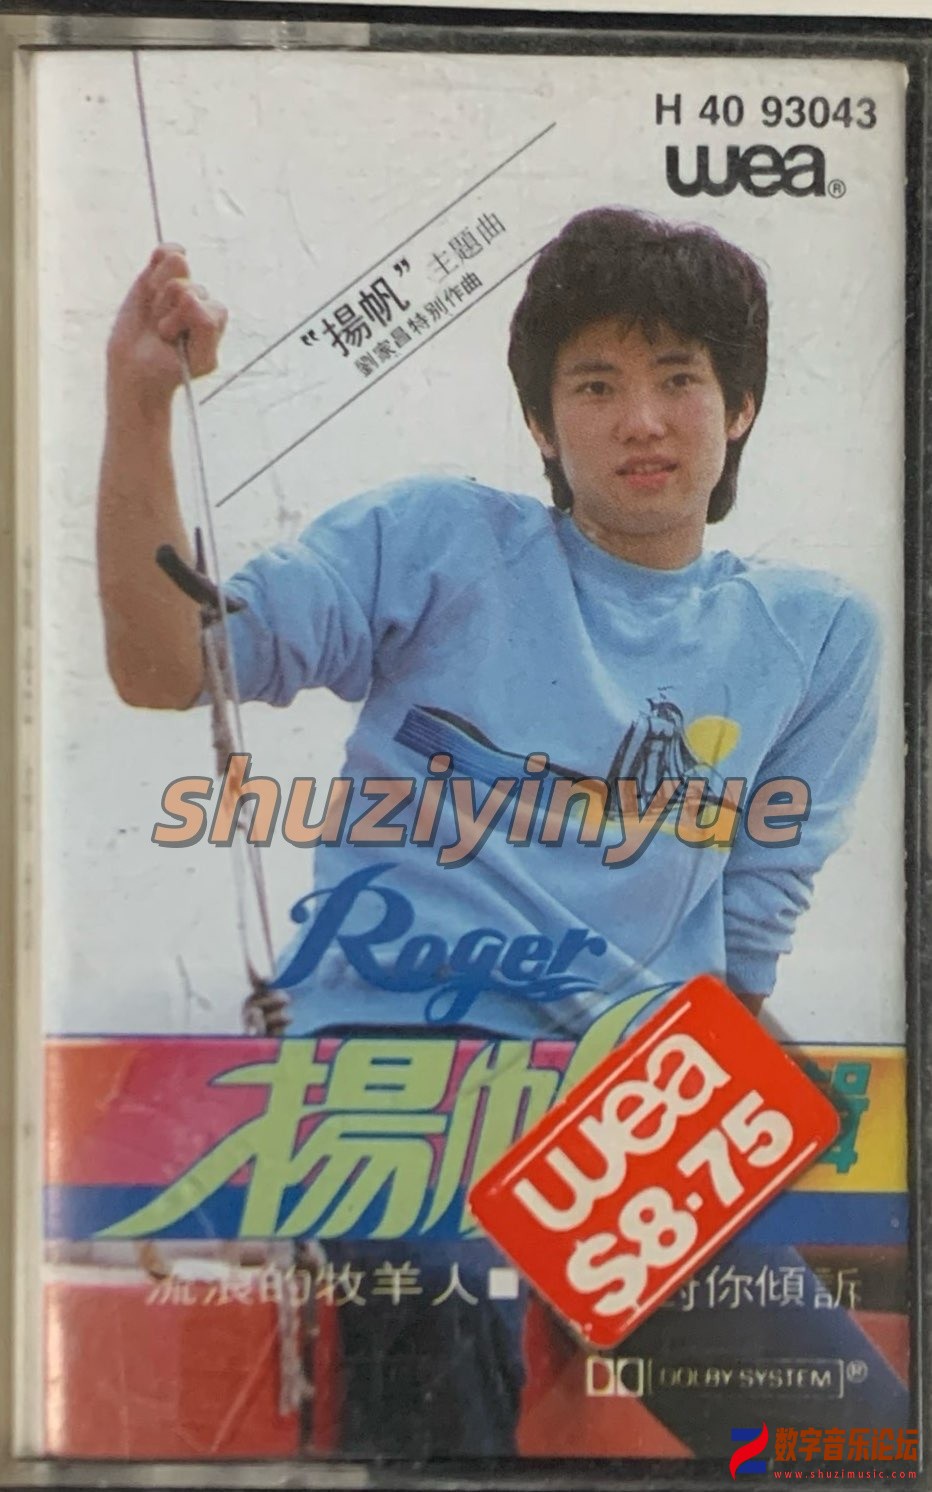 H 40 93043
wea®
"揚帆" 主題曲
劉家昌特別作曲
shuziyinyue
Roger
揚帆
wea
$8.75
流浪的牧羊人■
對你傾訴
DOLBY SYSTEM ®
数字音乐论坛
www.shuzimusic.com